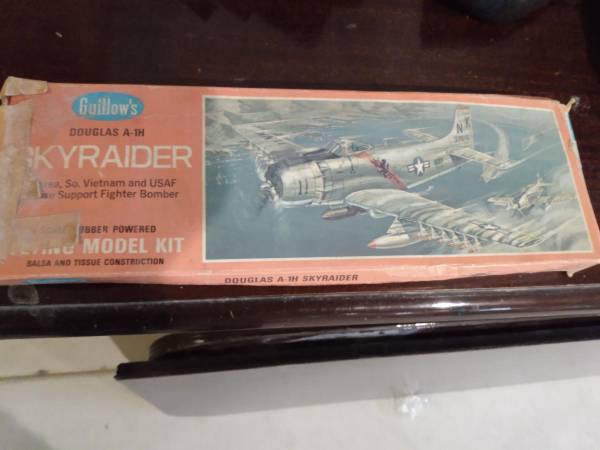 Guillow's
DOUGLAS A-1H
SKYRAIDER
So. Vietnam and USAF
Support Fighter Bomber
RUBBER POWERED
FLYING MODEL KIT
BALSA AND TISSUE CONSTRUCTION
DOUGLAS A-1H SKYRAIDER